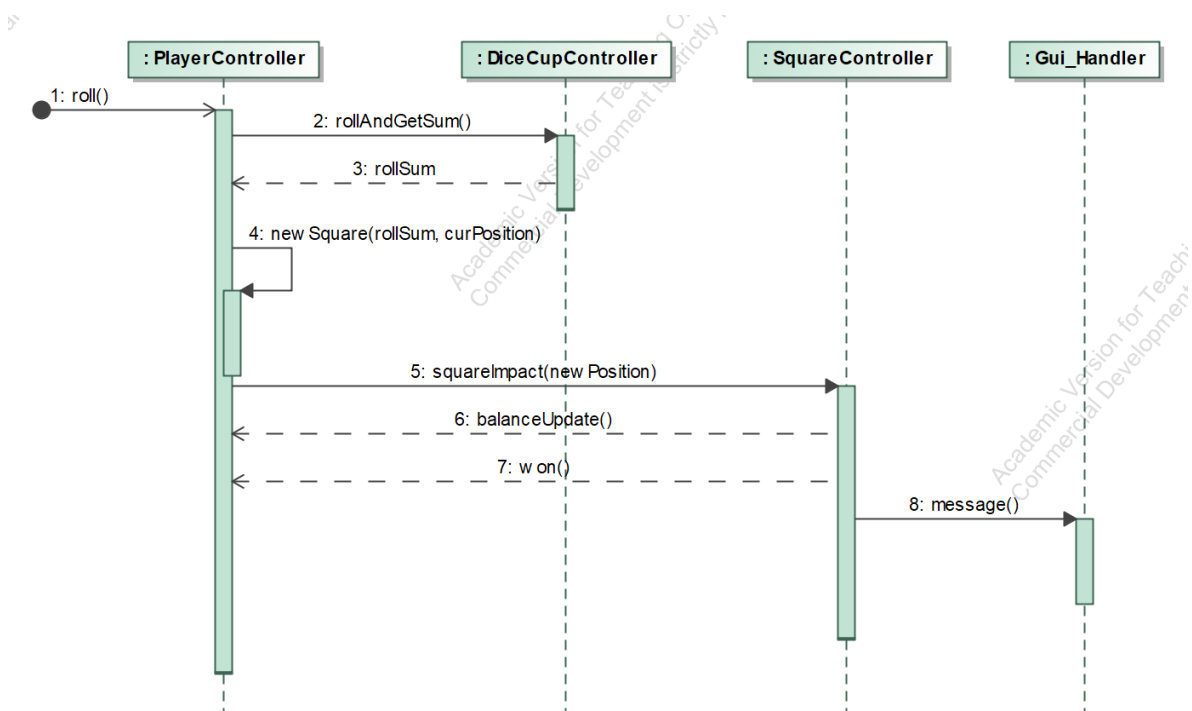 : PlayerController
: DiceCupController
: SquareController
: Gui_Handler
1: roll()
2: rollAndGetSum()
3: rollSum
4: new Square(rollSum, curPosition)
5: squareImpact(new Position)
6: balanceUpdate()
7: w on()
8: message()
Academic Version for Teaching O
Commercial Development is strictly
Academic Version for Teachi
Commercial Development